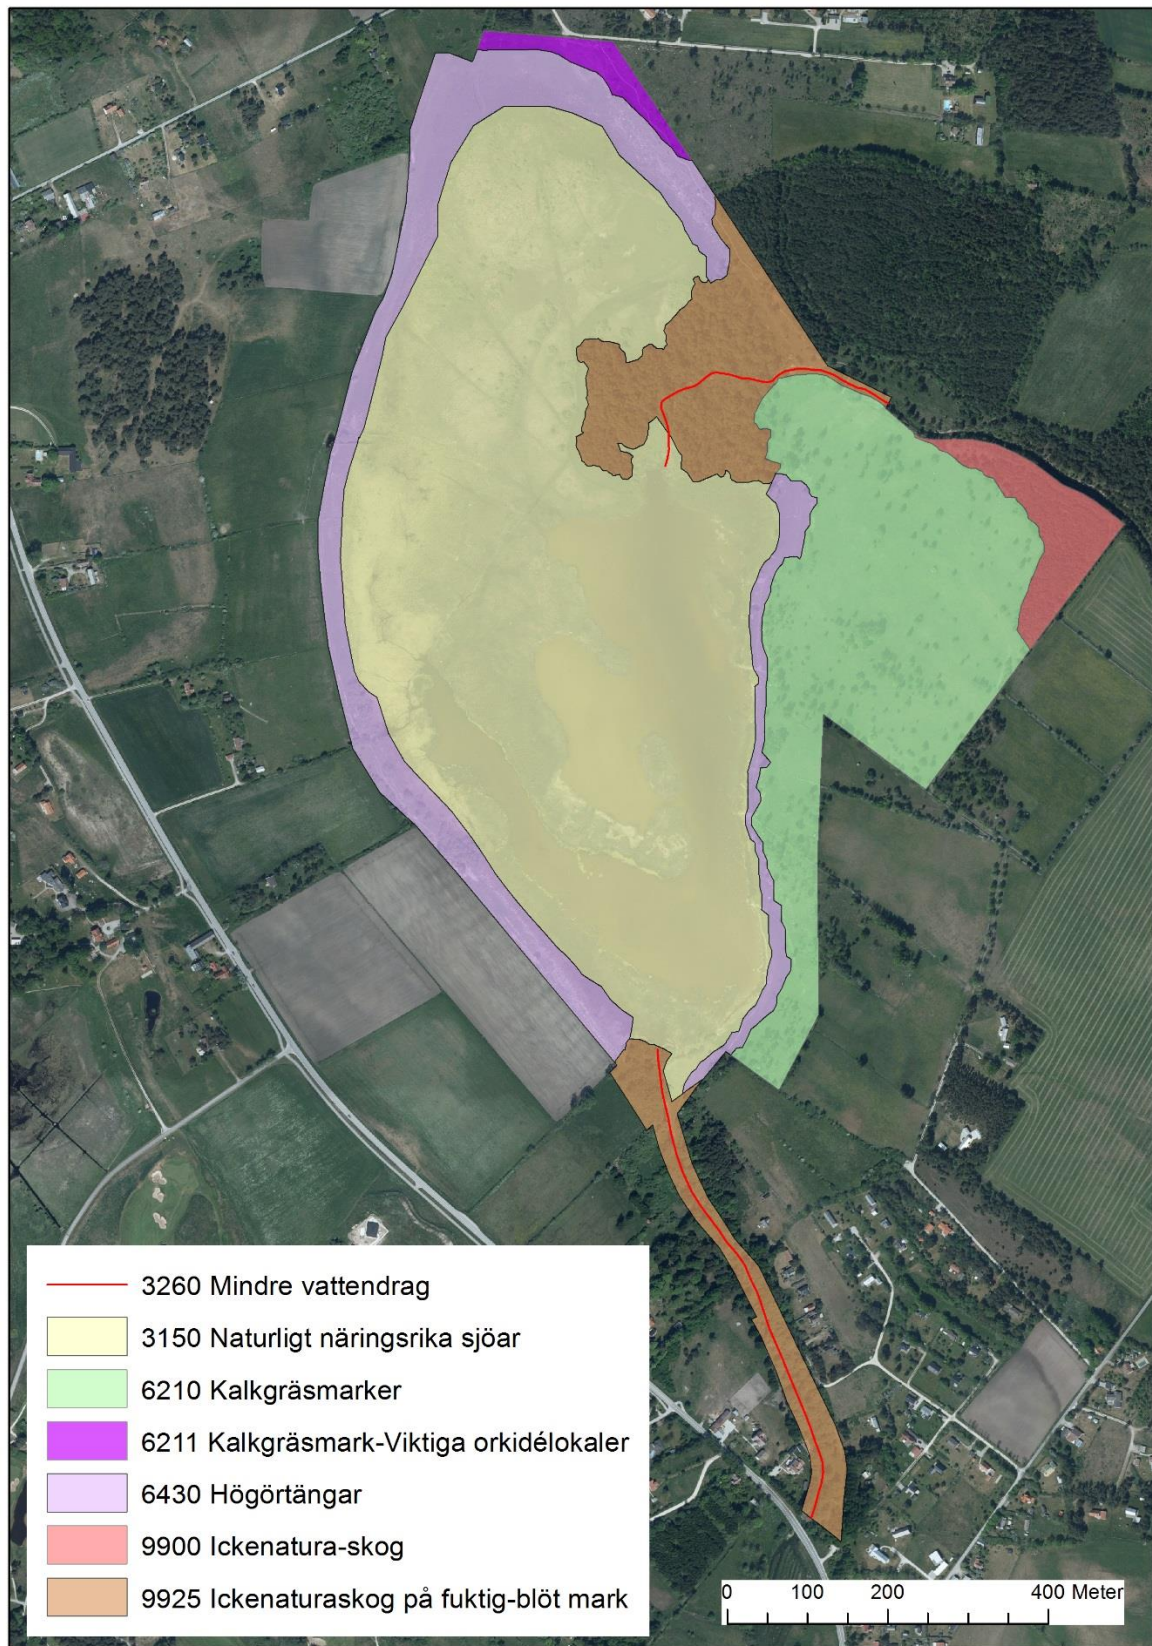 3260 Mindre vattendrag
3150 Naturligt näringsrika sjöar
6210 Kalkgräsmarker
6211 Kalkgräsmark-Viktiga orkidélokaler
6430 Högörtängar
9900 Ickenatura-skog
9925 Ickenaturaskog på fuktig-blöt mark
0 100 200 400 Meter